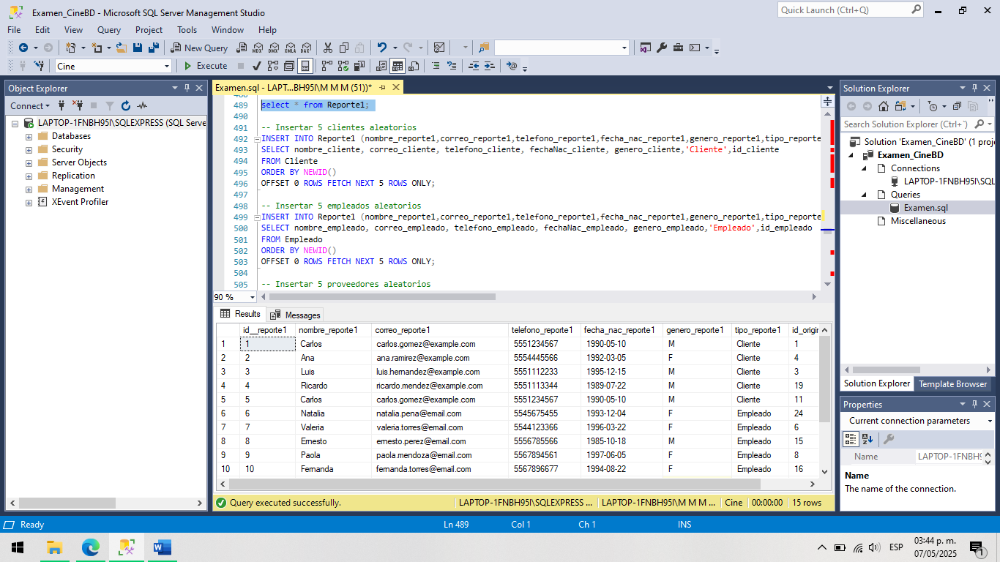 Examen_CineBD - Microsoft SQL Server Management Studio
Quick Launch (Ctrl+Q)
File Edit View Query Project Tools Window Help
New Query MDX DMX XMLA DAX
Cine Execute
Object Explorer
Connect
LAPTOP-1FNBH95I\SQLEXPRESS (SQL Serve
Databases
Security
Server Objects
Replication
Management
XEvent Profiler
Examen.sql - LAPT...BH95I\M M M (51))*
489 select * from Reporte1;
490
491 -- Insertar 5 clientes aleatorios
492 INSERT INTO Reporte1 (nombre_reporte1,correo_reporte1,telefono_reporte1,fecha_nac_reporte1,genero_reporte1,tipo_reporte
493 SELECT nombre_cliente, correo_cliente, telefono_cliente, fechaNac_cliente, genero_cliente,'Cliente',id_cliente
494 FROM Cliente
495 ORDER BY NEWID()
496 OFFSET 0 ROWS FETCH NEXT 5 ROWS ONLY;
497
498 -- Insertar 5 empleados aleatorios
499 INSERT INTO Reporte1 (nombre_reporte1,correo_reporte1,telefono_reporte1,fecha_nac_reporte1,genero_reporte1,tipo_reporte
500 SELECT nombre_empleado, correo_empleado, telefono_empleado, fechaNac_empleado, genero_empleado,'Empleado',id_empleado
501 FROM Empleado
502 ORDER BY NEWID()
503 OFFSET 0 ROWS FETCH NEXT 5 ROWS ONLY;
504
505 -- Insertar 5 proveedores aleatorios
90 %
Results Messages
id__reporte1 nombre_reporte1 correo_reporte1 telefono_reporte1 fecha_nac_reporte1 genero_reporte1 tipo_reporte1 id_origin
1 1 Carlos carlos.gomez@example.com 5551234567 1990-05-10 M Cliente 1
2 2 Ana ana.ramirez@example.com 5554445566 1992-03-05 F Cliente 4
3 3 Luis luis.hernandez@example.com 5551112233 1995-12-15 M Cliente 3
4 4 Ricardo ricardo.mendez@example.com 5551113344 1989-07-22 M Cliente 19
5 5 Carlos carlos.gomez@example.com 5551234567 1990-05-10 M Cliente 11
6 6 Natalia natalia.pena@email.com 5545675455 1993-12-04 F Empleado 24
7 7 Valeria valeria.torres@email.com 5544123366 1996-03-22 F Empleado 6
8 8 Ernesto ernesto.perez@email.com 5556785566 1985-10-18 M Empleado 15
9 9 Paola paola.mendoza@email.com 5567894561 1997-06-05 F Empleado 8
10 10 Fernanda fernanda.torres@email.com 5567896677 1994-08-22 F Empleado 16
Query executed successfully. LAPTOP-1FNBH95I\SQLEXPRESS ... LAPTOP-1FNBH95I\M M M ... Cine 00:00:00 15 rows
Solution Explorer
Search Solution Explorer (Ctrl+¨)
Solution 'Examen_CineBD' (1 proje
Examen_CineBD
Connections
LAPTOP-1FNBH95I\SQL
Queries
Examen.sql
Miscellaneous
Solution Explorer Template Browser
Properties
Current connection parameters
Name LAPTOP-1FNBH9
Name
The name of the connection.
Ready Ln 489 Col 1 Ch 1 INS
ESP 03:44 p. m.
07/05/2025
1